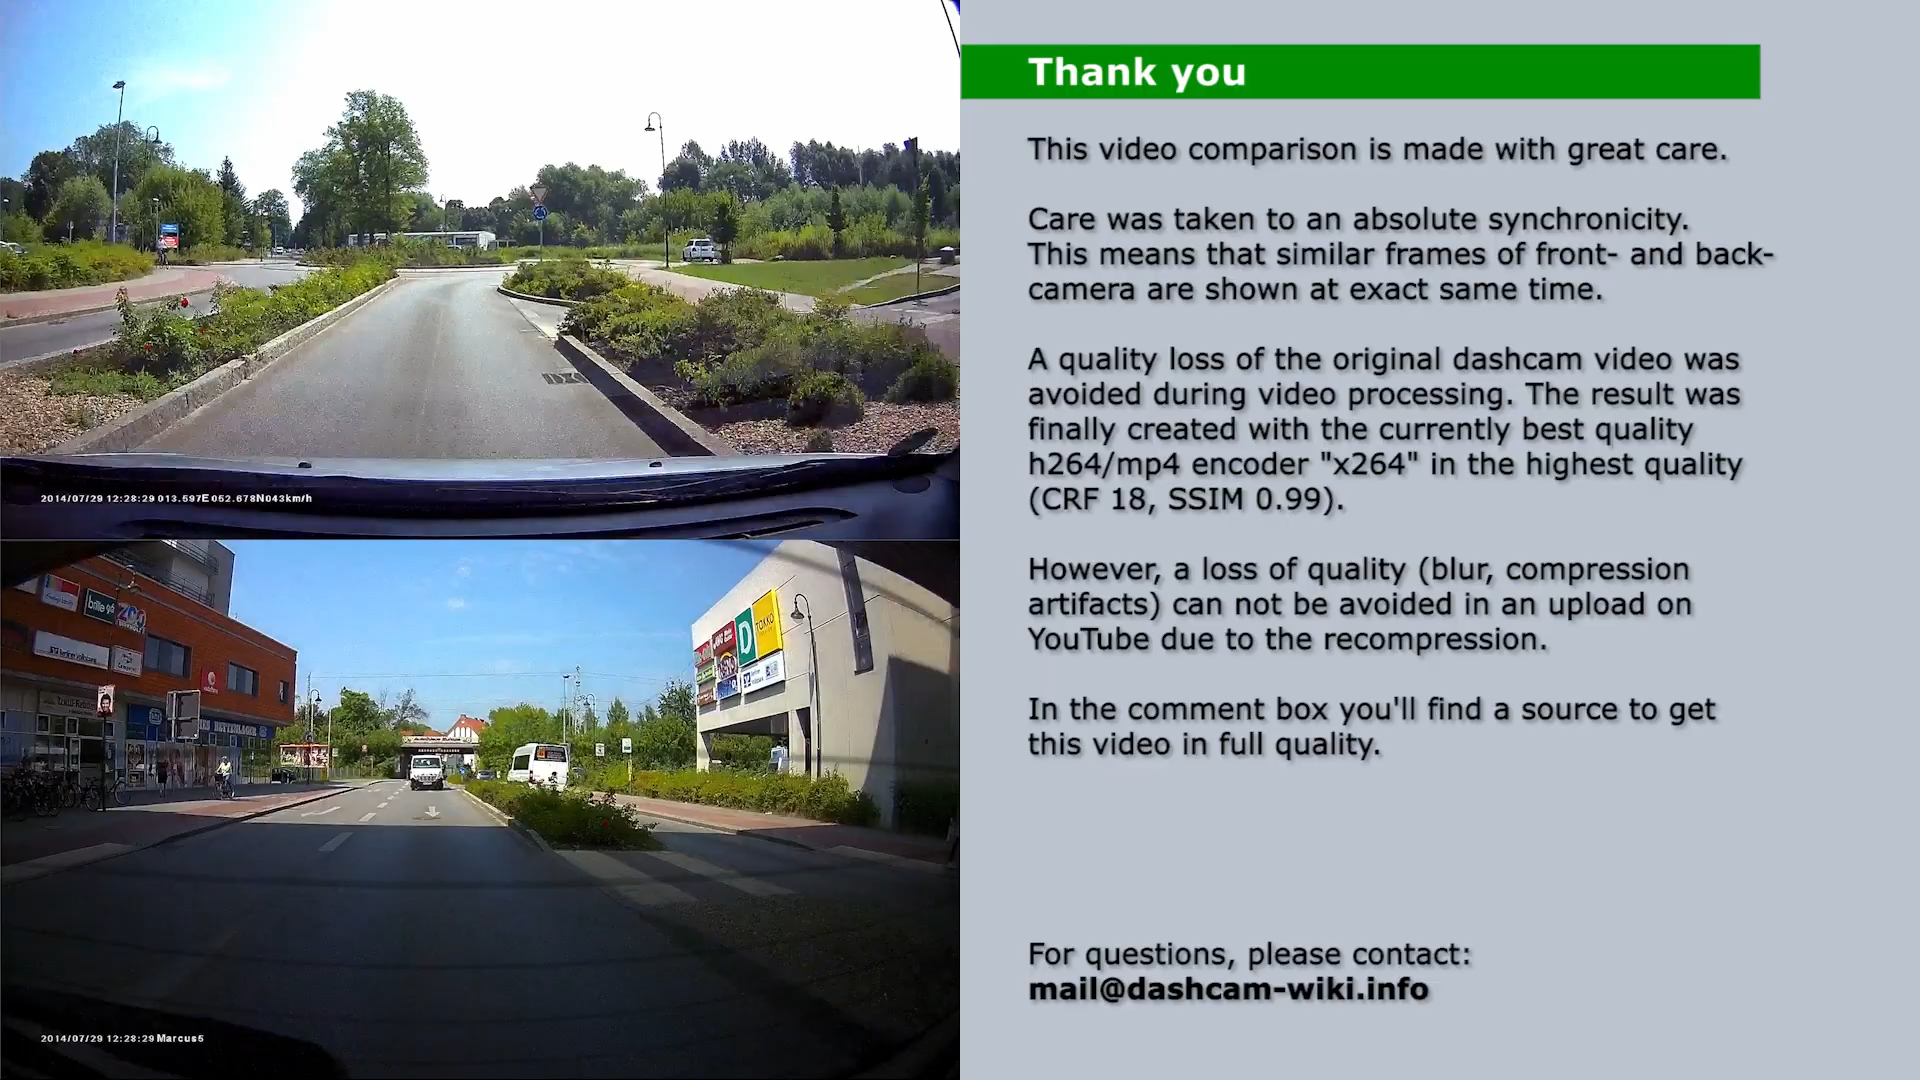 Thank you
This video comparison is made with great care.
Care was taken to an absolute synchronicity.
This means that similar frames of front- and back-
camera are shown at exact same time.
A quality loss of the original dashcam video was
avoided during video processing. The result was
finally created with the currently best quality
h264/mp4 encoder "x264" in the highest quality
(CRF 18, SSIM 0.99).
However, a loss of quality (blur, compression
artifacts) can not be avoided in an upload on
YouTube due to the recompression.
In the comment box you'll find a source to get
this video in full quality.
For questions, please contact:
mail@dashcam-wiki.info
2014/07/29 12:28:29 013.597E 052.678N 043km/h
ZOO
D
TAKKO
vodafone
2014/07/29 12:28:29 Marcus5